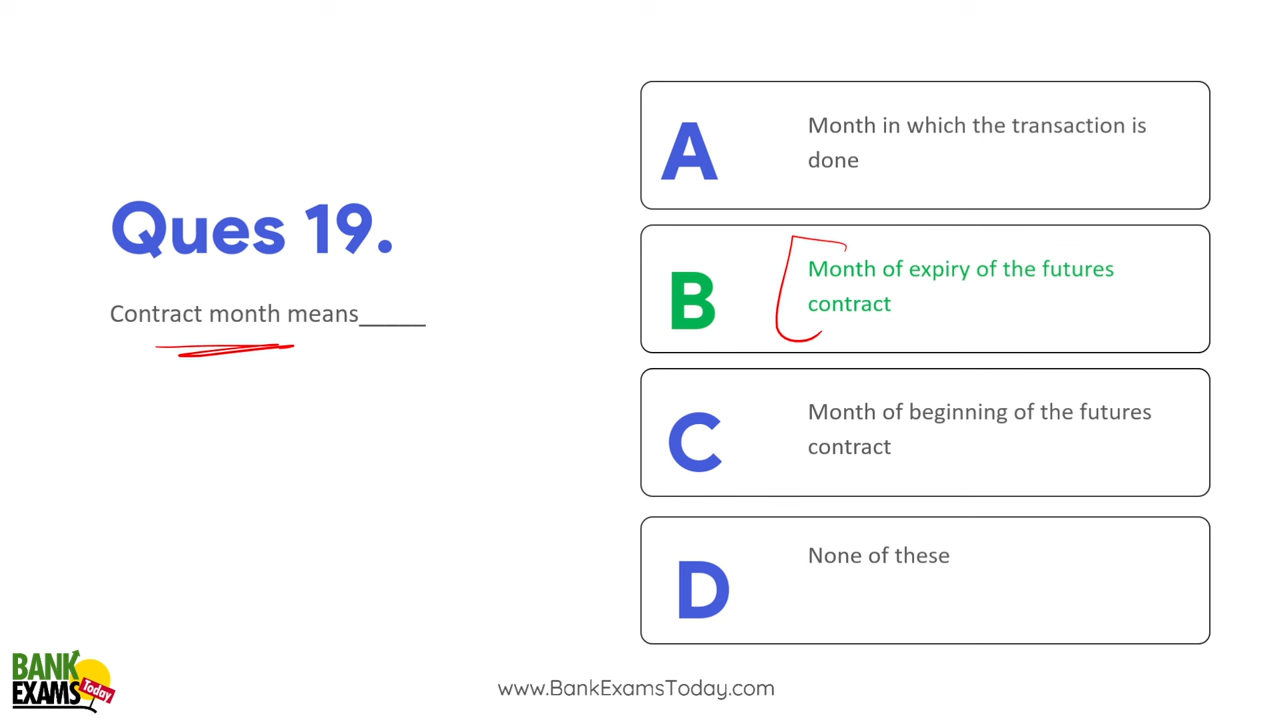 Ques 19.
Contract month means_____
A
Month in which the transaction is
done
B
Month of expiry of the futures
contract
C
Month of beginning of the futures
contract
D
None of these
BANK
EXAMS
Today
www.BankExamsToday.com